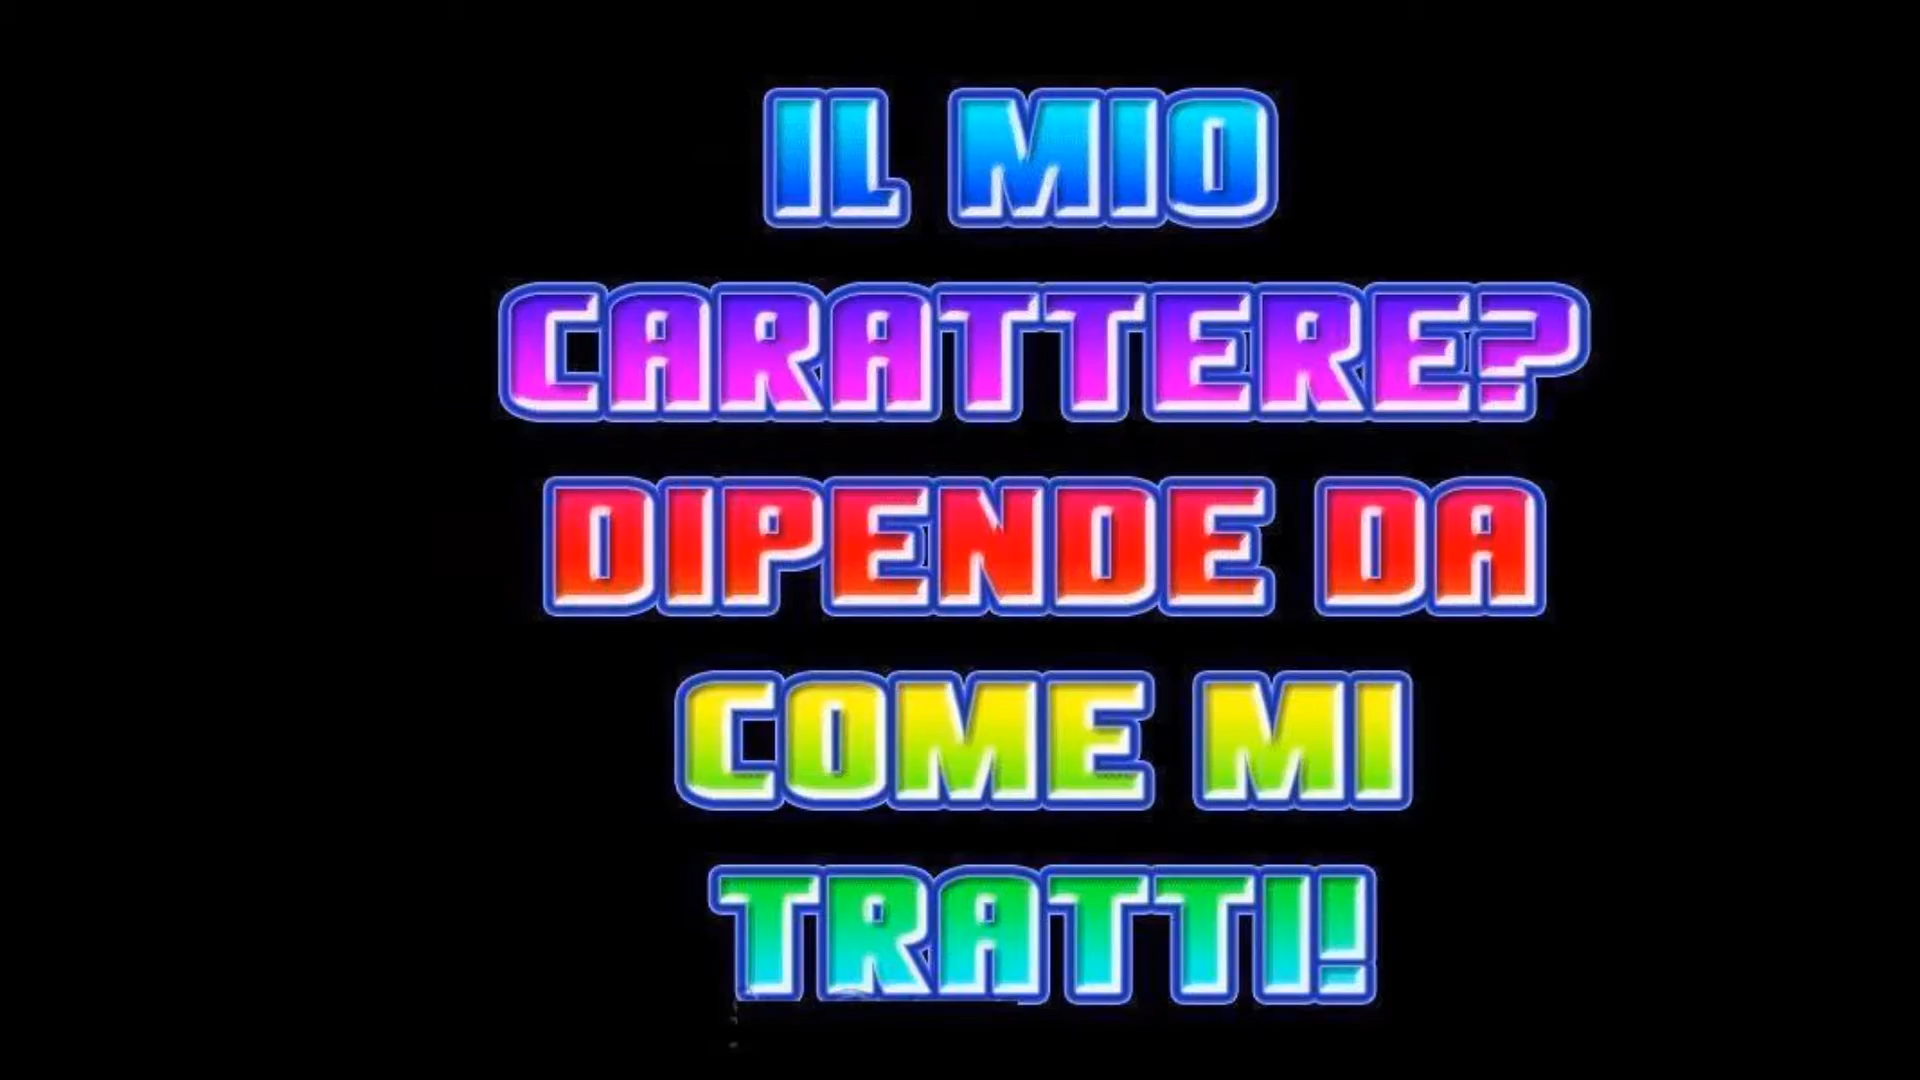 IL MIO
CARATTERE?
DIPENDE DA
COME MI
TRATTI!